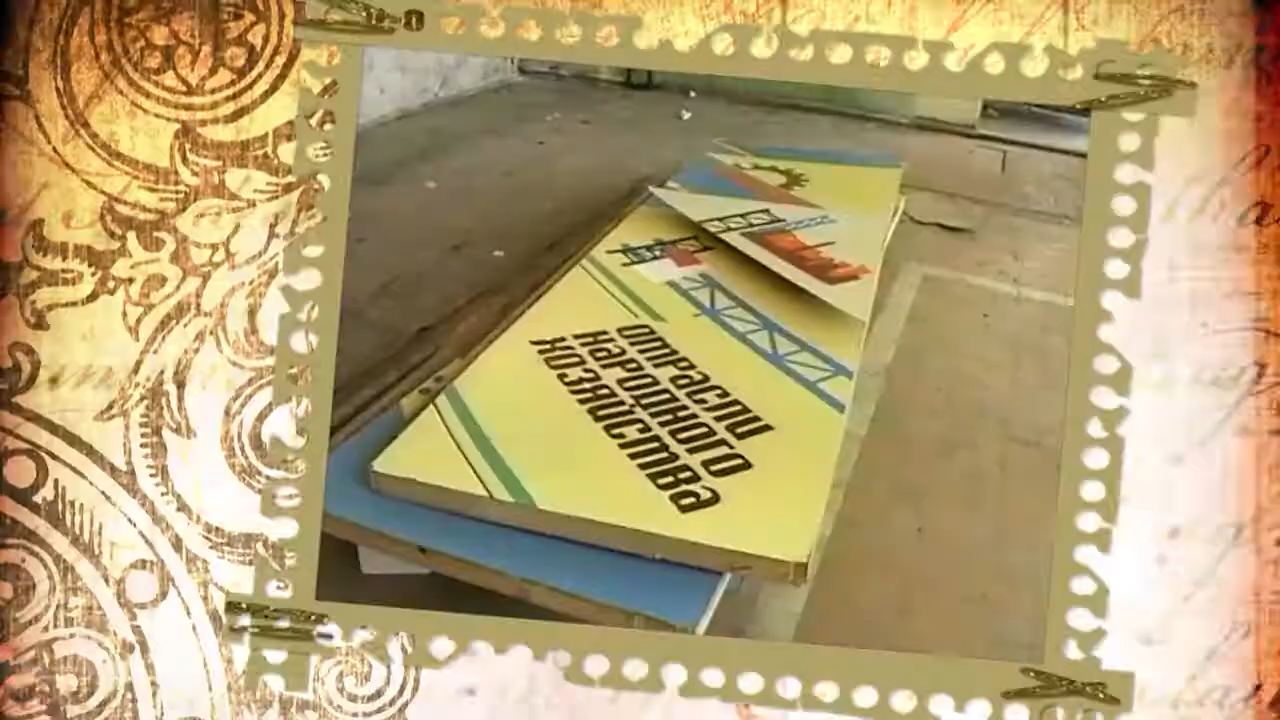 отрасли
народного
хозяйства